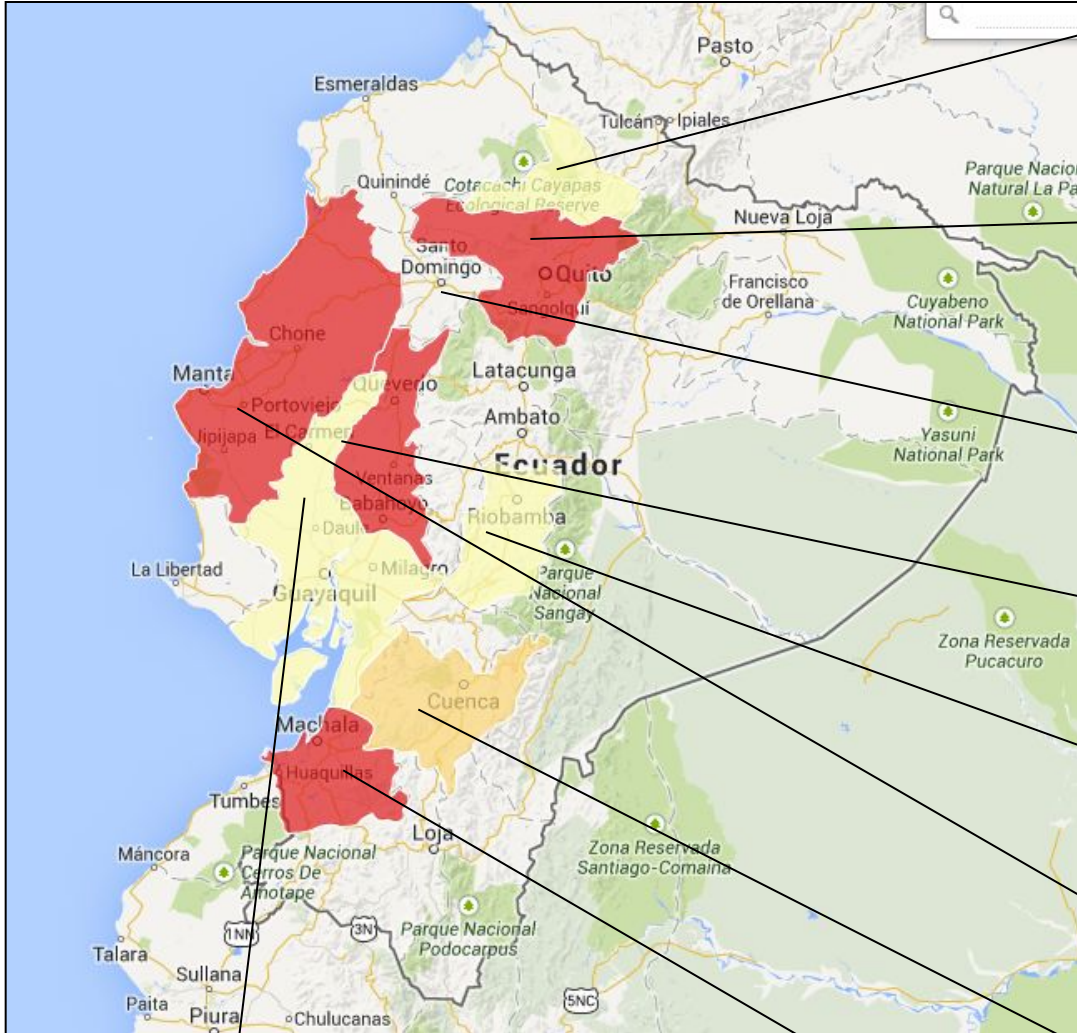 Pasto
Esmeraldas
Tulcán
Ipiales
Parque Nacion
Natural La Pa
Quinindé
Cotacachi Cayapas
Ecological Reserve
Nueva Loja
Santo
Domingo
Quito
Sangolquí
Francisco
de Orellana
Cuyabeno
National Park
Chone
Manta
Quevedo
Latacunga
Portoviejo
Ambato
Jipijapa
El Carmen
Yasuni
National Park
Ecuador
Ventanas
Babahoyo
Riobamba
Daule
La Libertad
Milagro
Guayaquil
Parque
Nacional
Sangay
Zona Reservada
Pucacuro
Cuenca
Machala
Huaquillas
Tumbes
Loja
Máncora
Parque Nacional
Cerros De
Amotape
Zona Reservada
Santiago-Comaina
1NN
3N
Parque Nacional
Podocarpus
Talara
Sullana
5NC
Paita
Piura
Chulucanas